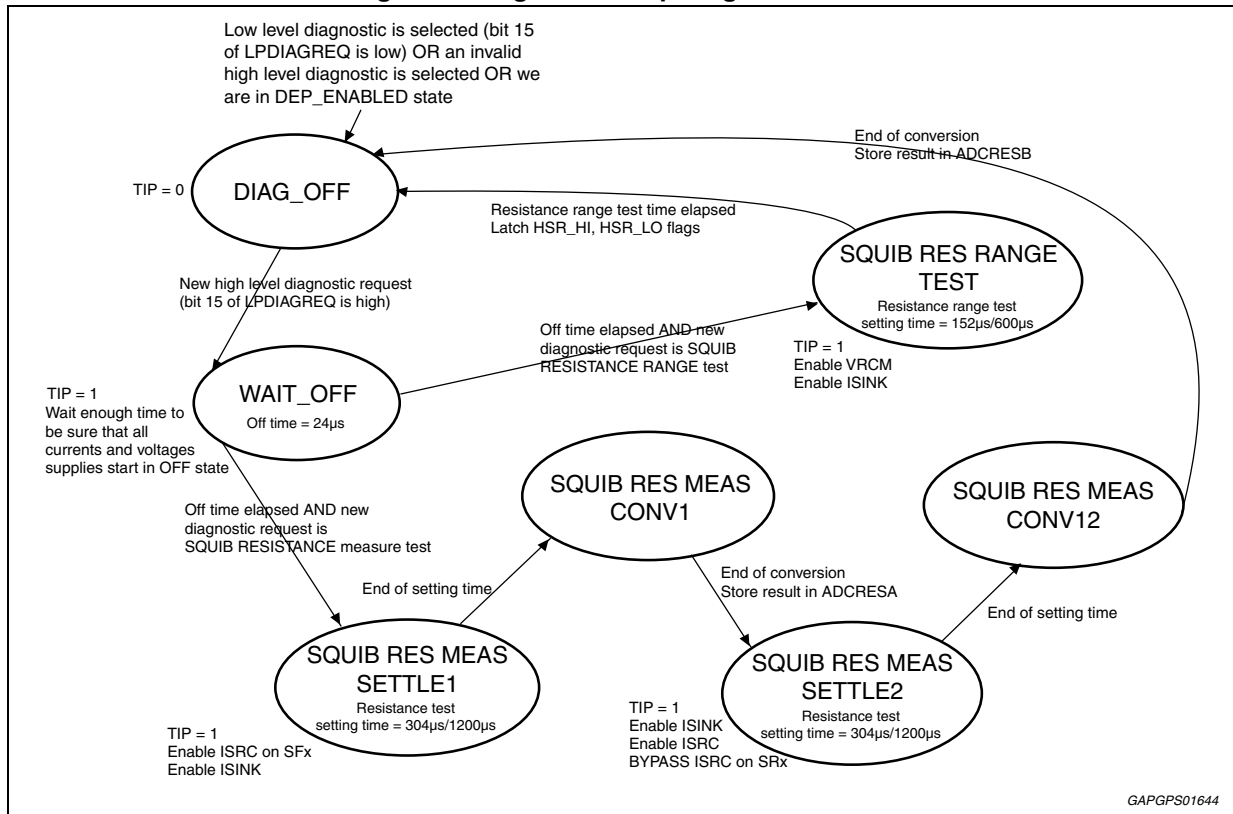 Low level diagnostic is selected (bit 15
of LPDIAGREQ is low) OR an invalid
high level diagnostic is selected OR we
are in DEP_ENABLED state
End of conversion
Store result in ADCRESB
TIP = 0
DIAG_OFF
Resistance range test time elapsed
Latch HSR_HI, HSR_LO flags
SQUIB RES RANGE
TEST
Resistance range test
setting time = 152µs/600µs
New high level diagnostic request
(bit 15 of LPDIAGREQ is high)
Off time elapsed AND new
diagnostic request is SQUIB
RESISTANCE RANGE test
TIP = 1
Enable VRCM
Enable ISINK
TIP = 1
Wait enough time to
be sure that all
currents and voltages
supplies start in OFF state
WAIT_OFF
Off time = 24µs
SQUIB RES MEAS
CONV1
SQUIB RES MEAS
CONV12
Off time elapsed AND new
diagnostic request is
SQUIB RESISTANCE measure test
End of setting time
End of conversion
Store result in ADCRESA
End of setting time
SQUIB RES MEAS
SETTLE1
Resistance test
setting time = 304µs/1200µs
TIP = 1
Enable ISRC on SFx
Enable ISINK
SQUIB RES MEAS
SETTLE2
Resistance test
setting time = 304µs/1200µs
TIP = 1
Enable ISINK
Enable ISRC
BYPASS ISRC on SRx
GAPGPS01644